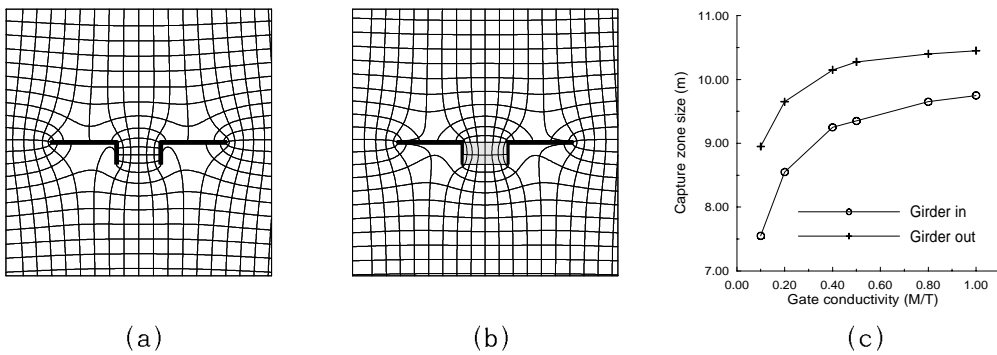 11.00
10.00
9.00
8.00
7.00
Capture zone size (m)
Girder in
Girder out
0.00 0.20 0.40 0.60 0.80 1.00
Gate conductivity (M/T)
(a) (b) (c)